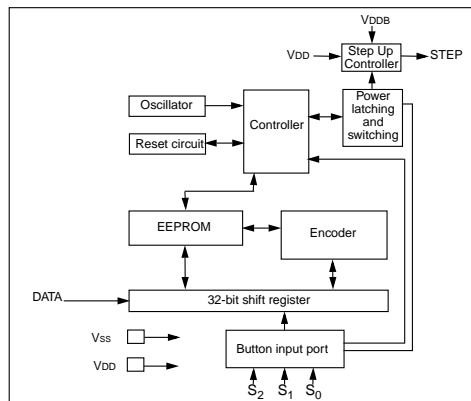 VDDB
VDD
Step Up
Controller
STEP
Oscillator
Controller
Power
latching
and
switching
Reset circuit
EEPROM
Encoder
DATA
32-bit shift register
VSS
Button input port
VDD
S2 S1 S0